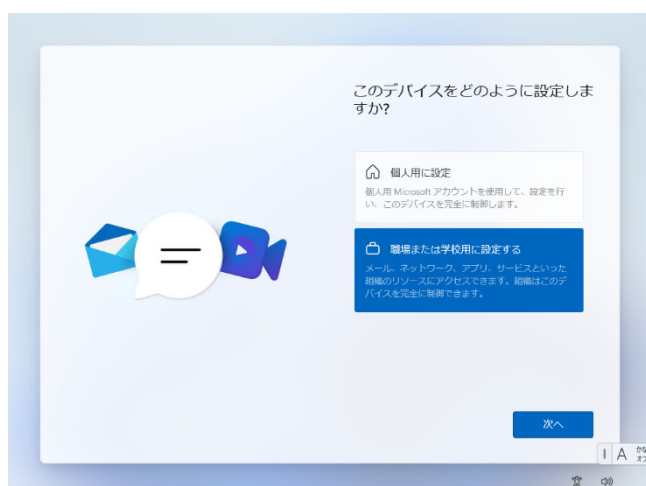 このデバイスをどのように設定しま
すか?
個人用に設定
個人用 Microsoft アカウントを使用して、設定を行
い、このデバイスを完全に制御します。
職場または学校用に設定する
メール、ネットワーク、アプリ、サービスといった
組織のリソースにアクセスできます。組織はこのデ
バイスを完全に制御できます。
次へ
A